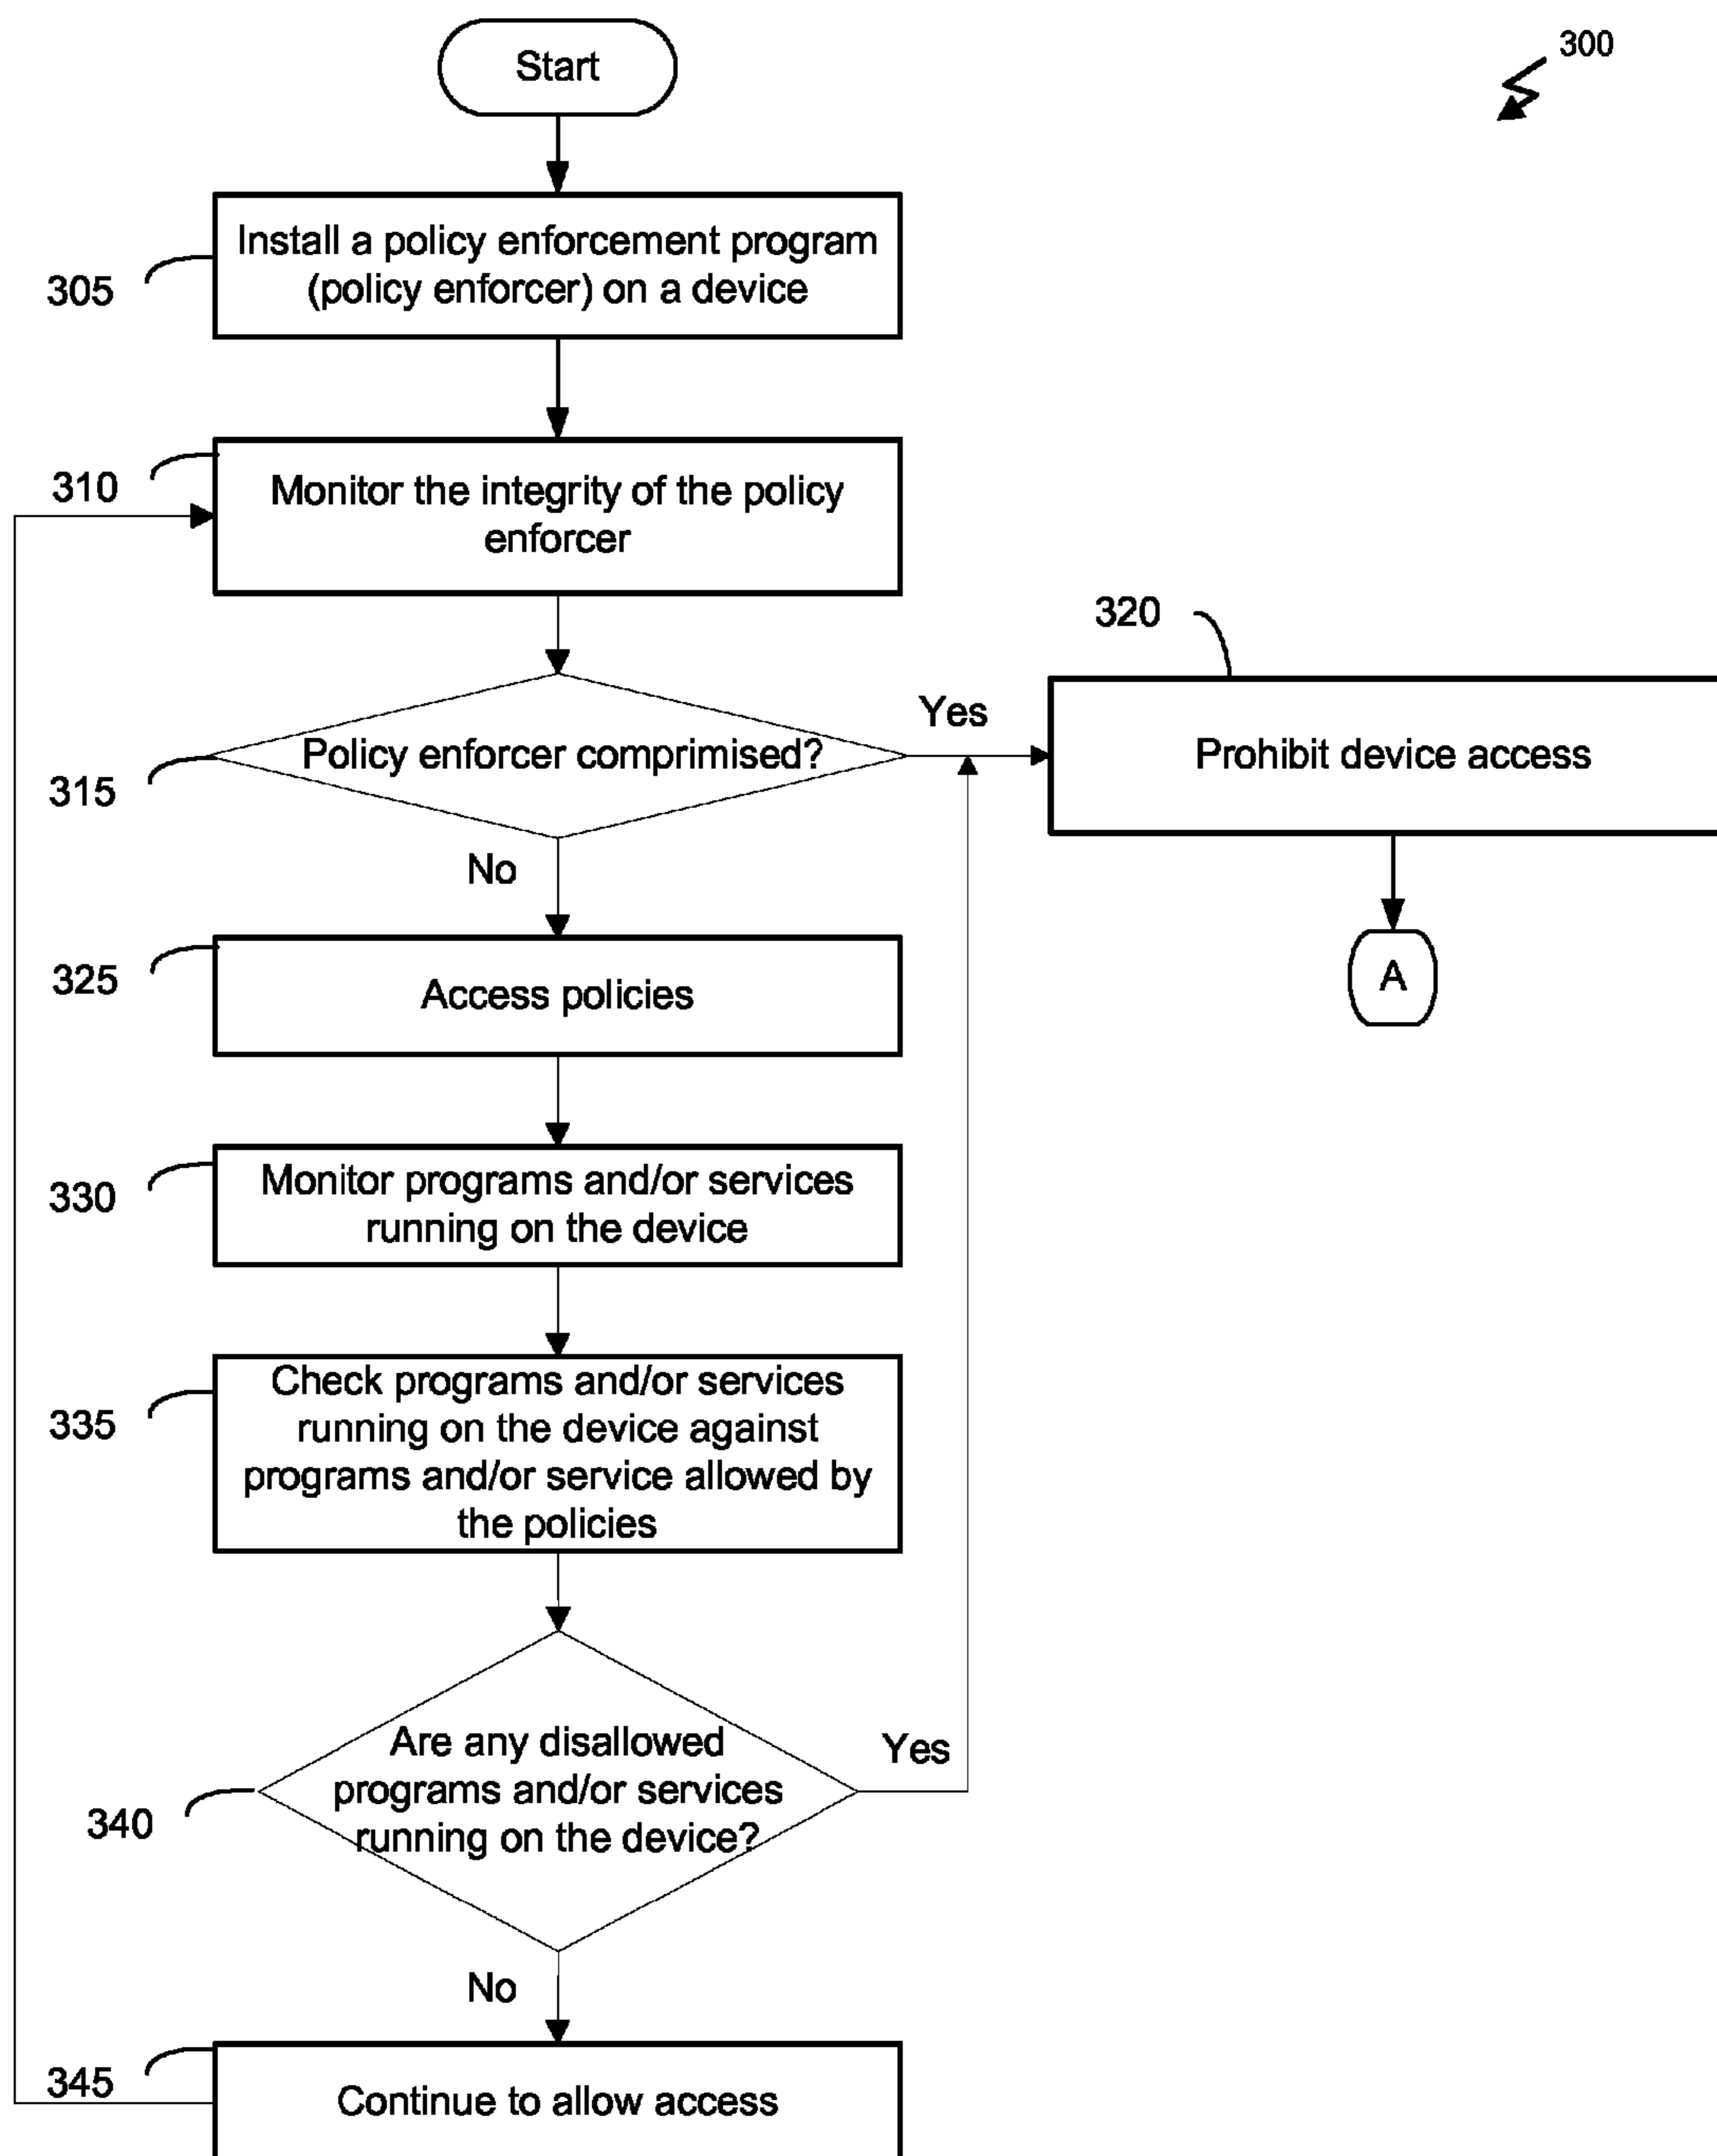 Start
300
Install a policy enforcement program
(policy enforcer) on a device
305
310
Monitor the integrity of the policy
enforcer
320
Yes
Policy enforcer comprimised?
Prohibit device access
315
No
325
Access policies
A
Monitor programs and/or services
running on the device
330
Check programs and/or services
running on the device against
programs and/or service allowed by
the policies
335
Are any disallowed
programs and/or services
running on the device?
Yes
340
No
345
Continue to allow access